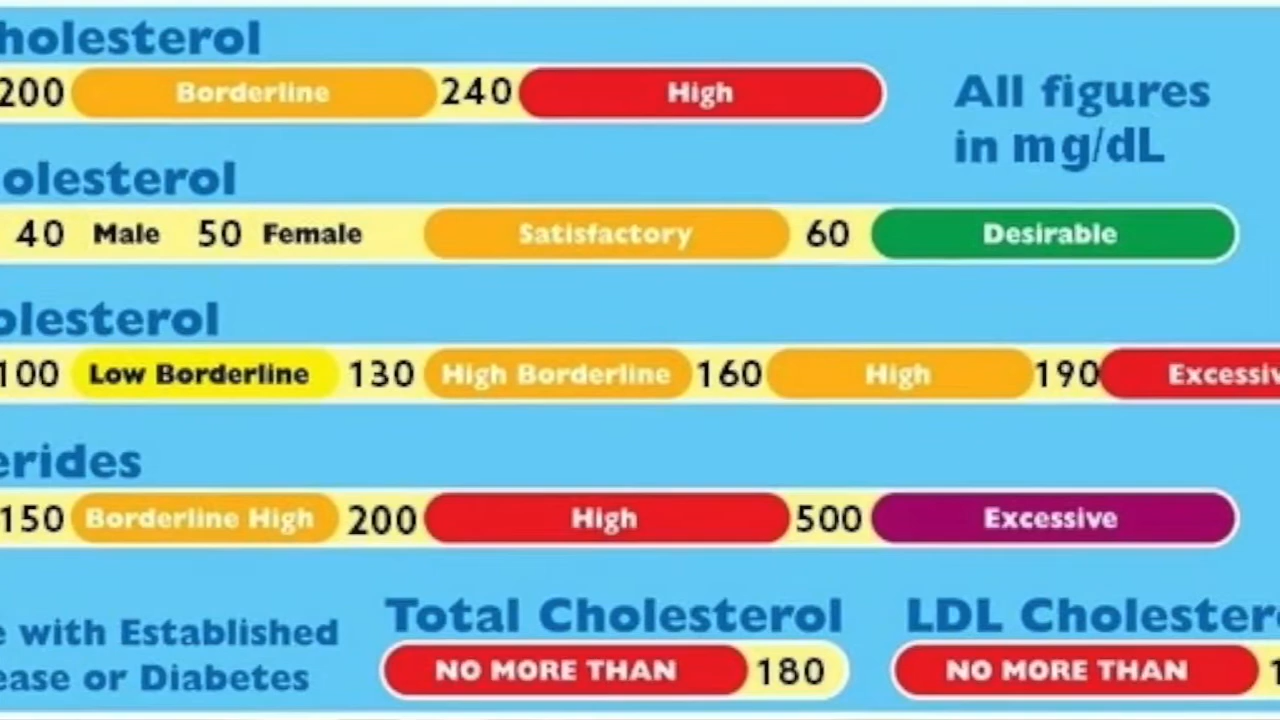 holesterol
200 Borderline 240 High
All figures
in mg/dL
olesterol
40 Male 50 Female Satisfactory 60 Desirable
olesterol
100 Low Borderline 130 High Borderline 160 High 190 Excessiv
erides
150 Borderline High 200 High 500 Excessive
e with Established
ease or Diabetes
Total Cholesterol
NO MORE THAN 180
LDL Cholester
NO MORE THAN 1